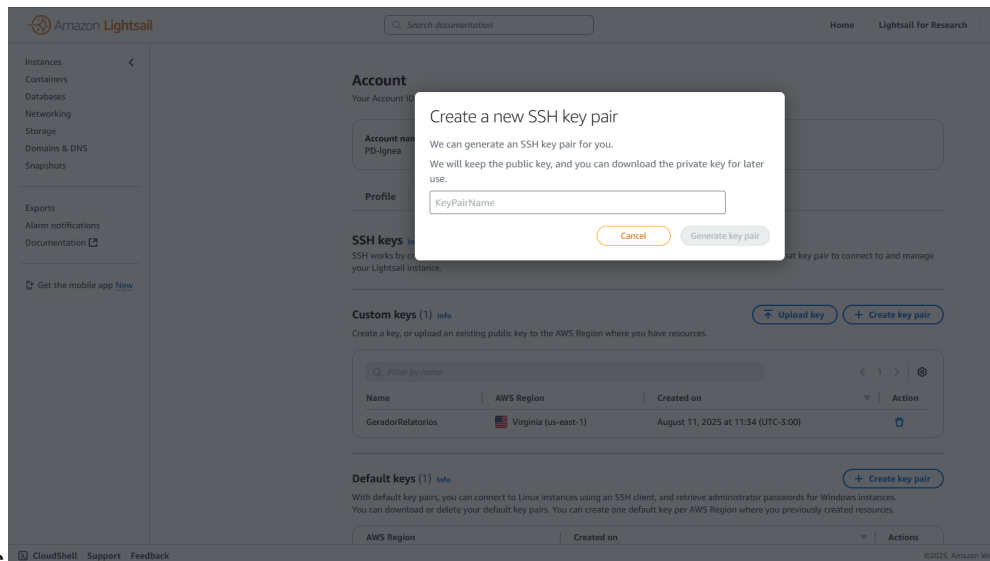 Amazon Lightsail
Search documentation
Home
Lightsail for Research
Instances
Containers
Databases
Networking
Storage
Domains & DNS
Snapshots
Exports
Alarm notifications
Documentation
Get the mobile app New
Account
Your Account ID
Account nam
PD-Ignea
Profile
Create a new SSH key pair
We can generate an SSH key pair for you.
We will keep the public key, and you can download the private key for later
use.
KeyPairName
Cancel
Generate key pair
SSH keys
SSH works by cr
hat key pair to connect to and manage
your Lightsail instance.
Custom keys (1) Info
Upload key
+ Create key pair
Create a key, or upload an existing public key to the AWS Region where you have resources.
Filter by name
1
Name
AWS Region
Created on
Action
GeradorRelatorios
Virginia (us-east-1)
August 11, 2025 at 11:34 (UTC-3:00)
Default keys (1) Info
+ Create key pair
With default key pairs, you can connect to Linux instances using an SSH client, and retrieve administrator passwords for Windows instances.
You can download or delete your default key pairs. You can create one default key per AWS Region where you previously created resources.
AWS Region
Created on
Actions
CloudShell Support Feedback
©2025, Amazon We